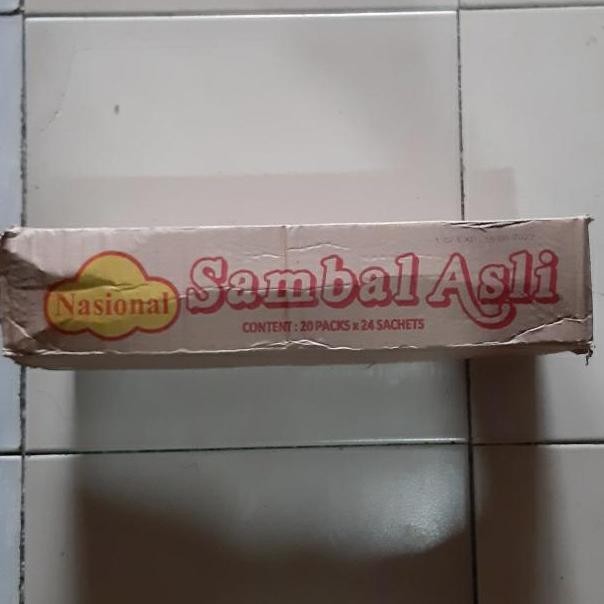 Nasional
Sambal Asli
CONTENT : 20 PACKS x 24 SACHETS